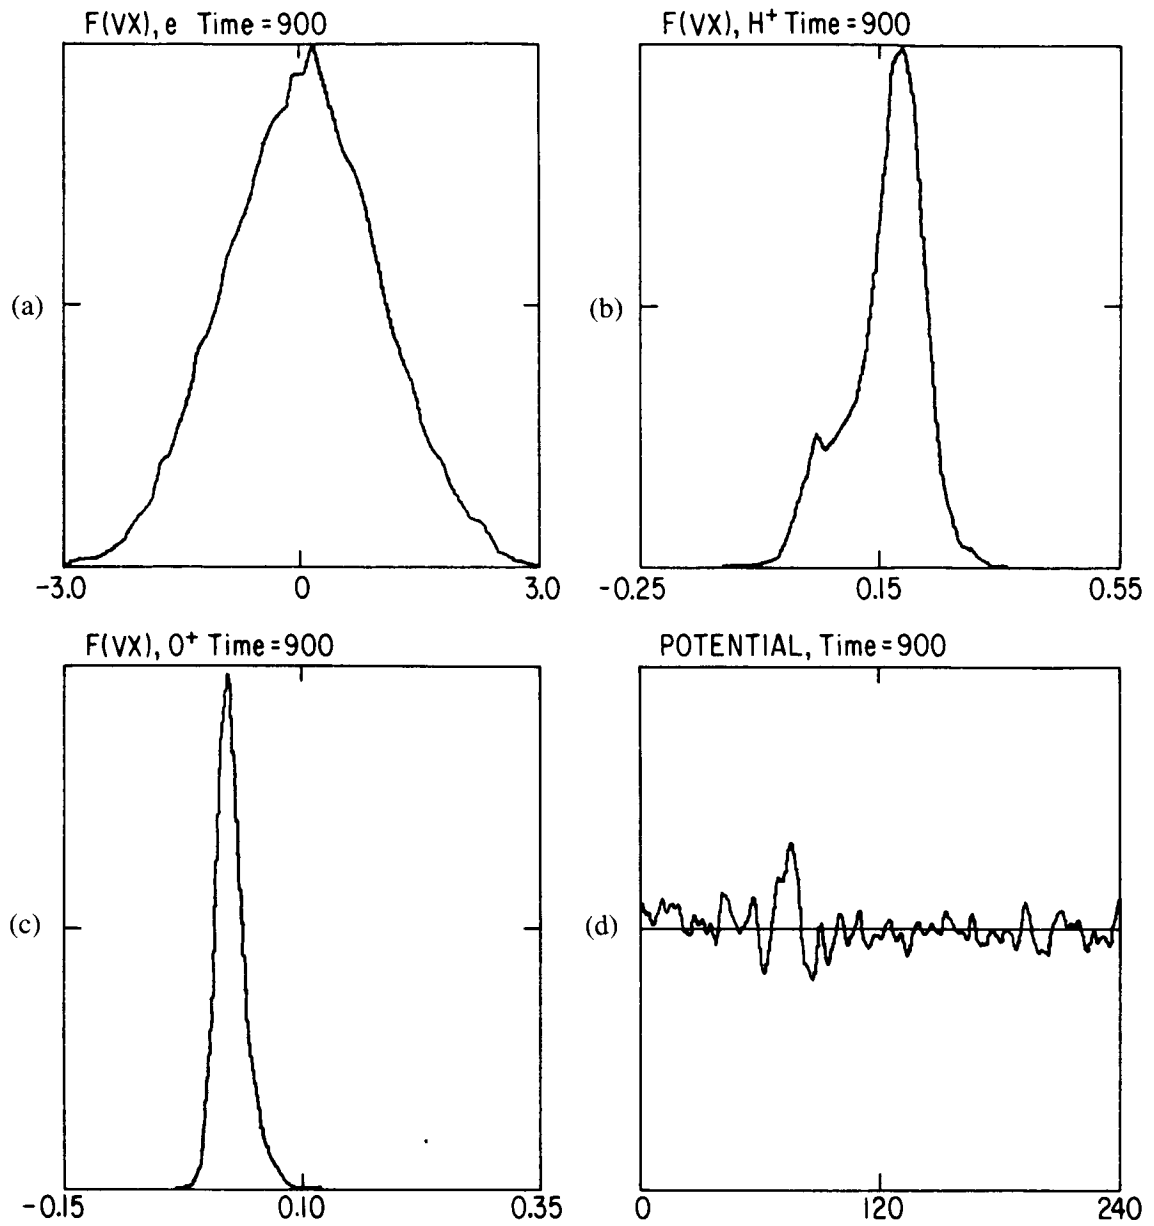 F(VX), e Time=900
(a)
-3.0 0 3.0
F(VX), H+ Time=900
(b)
-0.25 0.15 0.55
F(VX), O+ Time=900
(c)
-0.15 0.10 0.35
POTENTIAL, Time=900
(d)
0 120 240